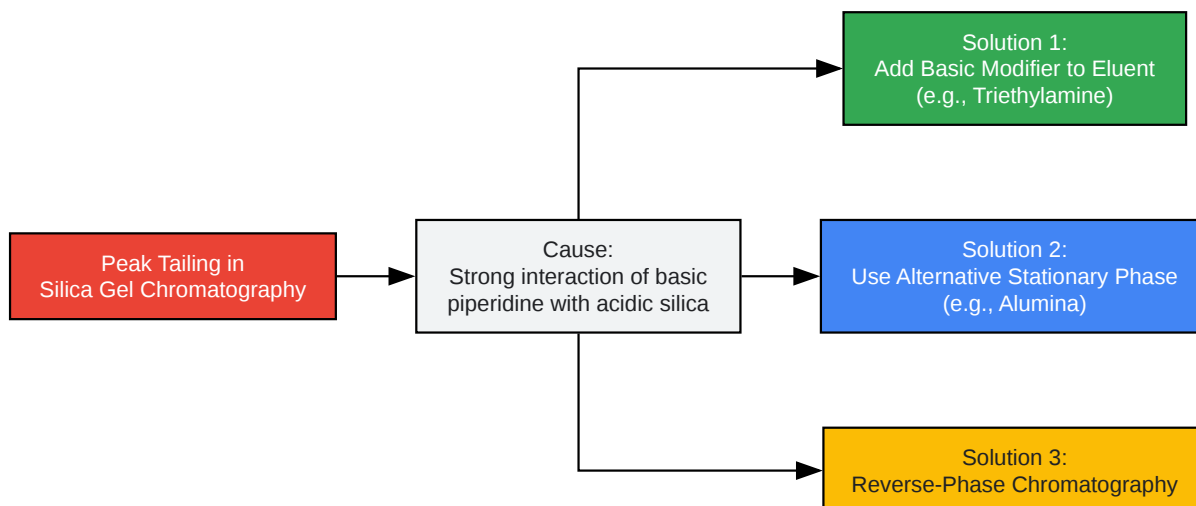 Peak Tailing in
Silica Gel Chromatography
Cause:
Strong interaction of basic
piperidine with acidic silica
Solution 1:
Add Basic Modifier to Eluent
(e.g., Triethylamine)
Solution 2:
Use Alternative Stationary Phase
(e.g., Alumina)
Solution 3:
Reverse-Phase Chromatography